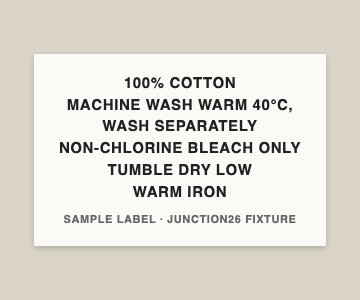 100% COTTON
MACHINE WASH WARM 40°C,
WASH SEPARATELY
NON-CHLORINE BLEACH ONLY
TUMBLE DRY LOW
WARM IRON
SAMPLE LABEL · JUNCTION26 FIXTURE